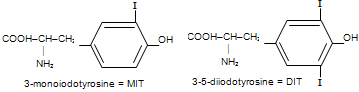 I
COOH–CH–CH₂
OH
NH₂
3-monoiodotyrosine = MIT
I
COOH–CH–CH₂
OH
NH₂
I
3-5-diiodotyrosine = DIT